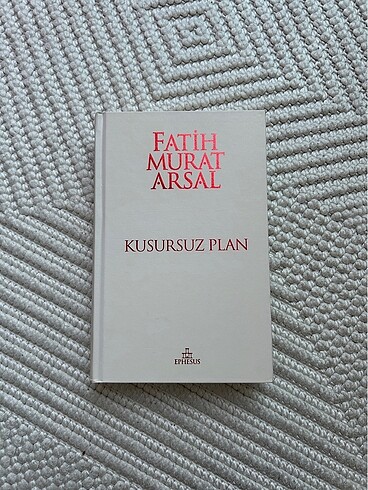 FATİH
MURAT
ARSAL
KUSURSUZ PLAN
EPHESUS